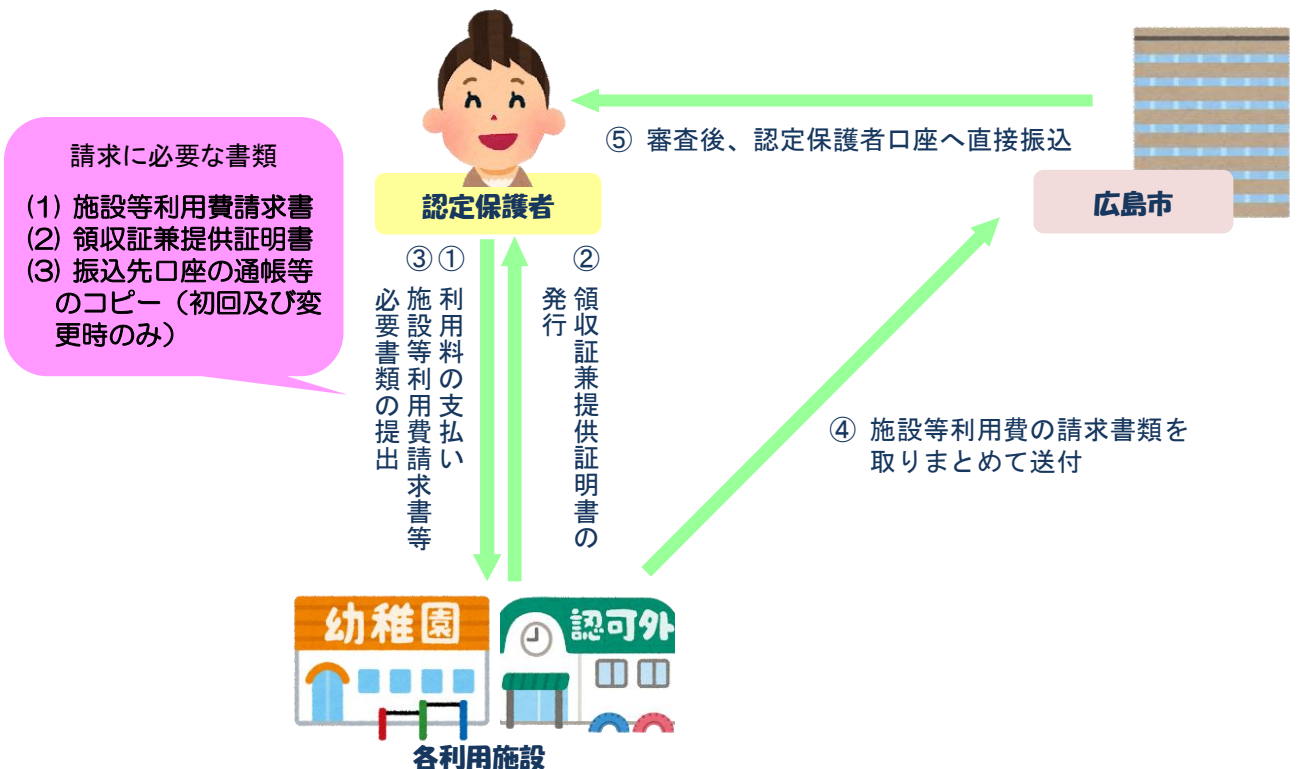 請求に必要な書類
(1) 施設等利用費請求書
(2) 領収証兼提供証明書
(3) 振込先口座の通帳等
のコピー（初回及び変
更時のみ）
認定保護者
⑤ 審査後、認定保護者口座へ直接振込
広島市
① 利用料の支払い
③ 施設等利用費請求書等
必要書類の提出
② 領収証兼提供証明書の
発行
④ 施設等利用費の請求書類を
取りまとめて送付
幼稚園
認可外
各利用施設